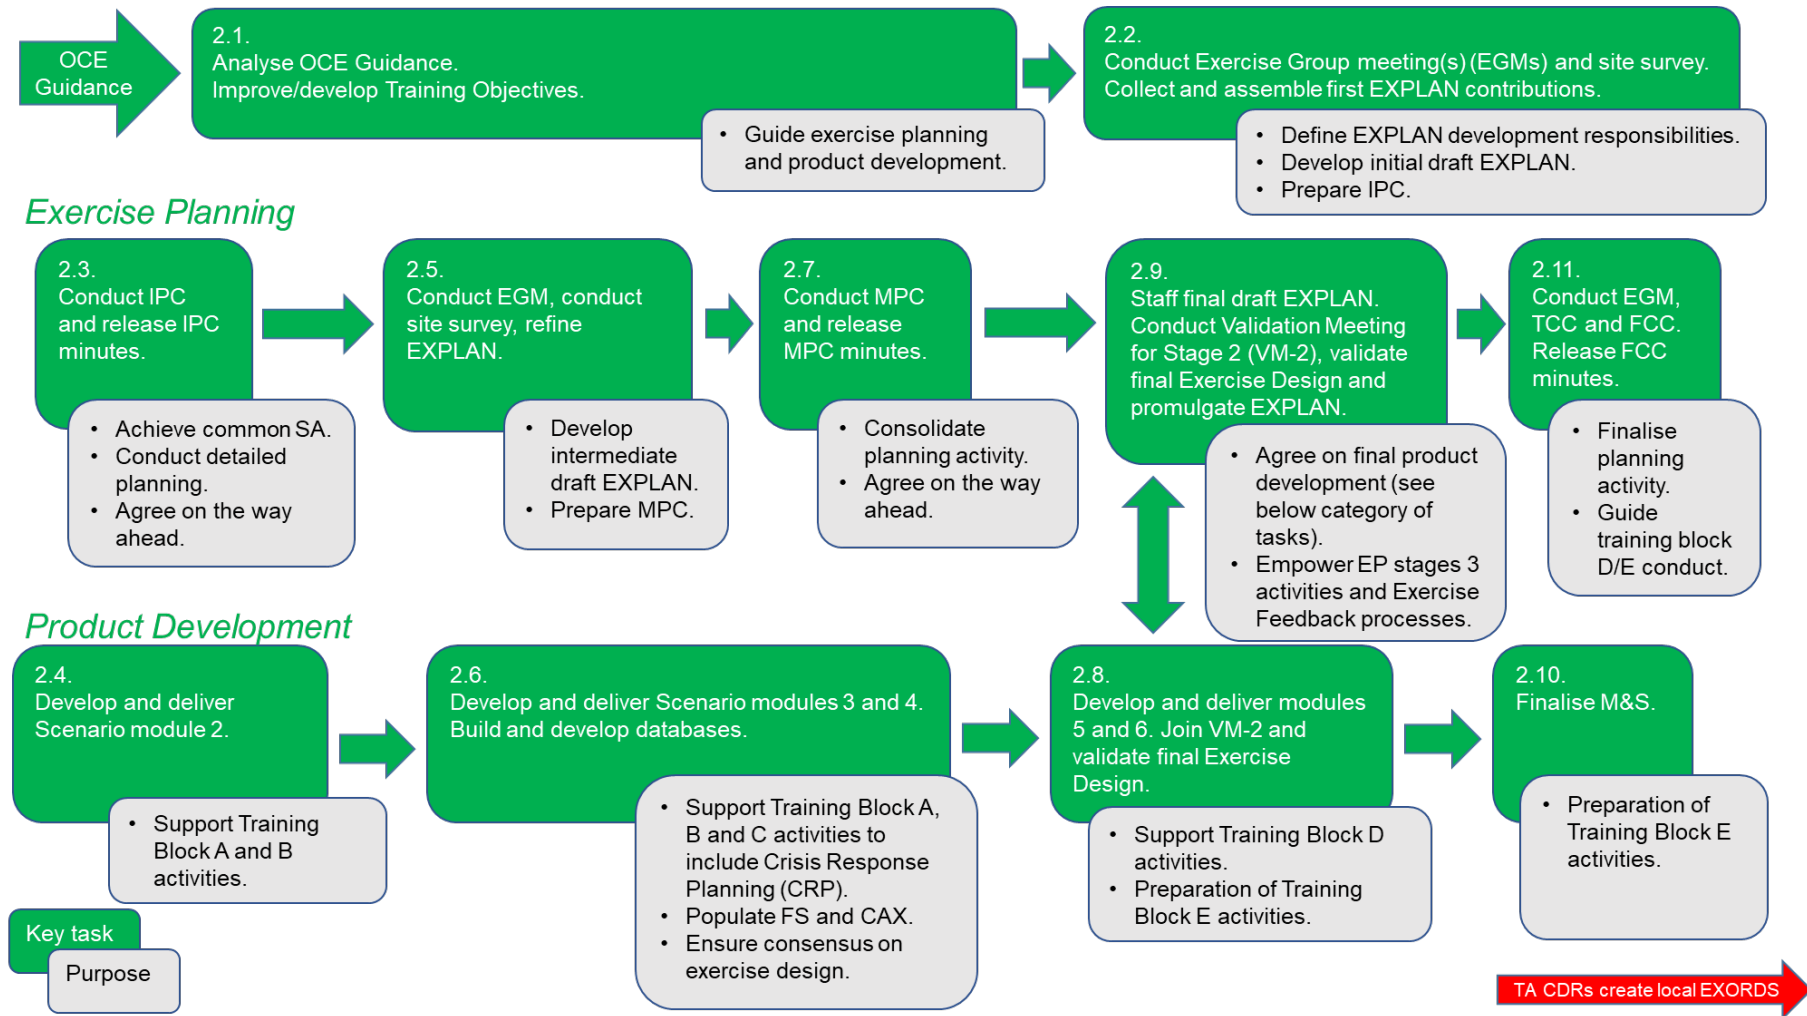 OCE
Guidance
2.1.
Analyse OCE Guidance.
Improve/develop Training Objectives.
• Guide exercise planning
and product development.
2.2.
Conduct Exercise Group meeting(s) (EGMs) and site survey.
Collect and assemble first EXPLAN contributions.
• Define EXPLAN development responsibilities.
• Develop initial draft EXPLAN.
• Prepare IPC.
Exercise Planning
2.3.
Conduct IPC
and release IPC
minutes.
• Achieve common SA.
• Conduct detailed
planning.
• Agree on the way
ahead.
2.5.
Conduct EGM, conduct
site survey, refine
EXPLAN.
• Develop
intermediate
draft EXPLAN.
• Prepare MPC.
2.7.
Conduct MPC
and release
MPC minutes.
• Consolidate
planning activity.
• Agree on the way
ahead.
2.9.
Staff final draft EXPLAN.
Conduct Validation Meeting
for Stage 2 (VM-2), validate
final Exercise Design and
promulgate EXPLAN.
• Agree on final product
development (see
below category of
tasks).
• Empower EP stages 3
activities and Exercise
Feedback processes.
2.11.
Conduct EGM,
TCC and FCC.
Release FCC
minutes.
• Finalise
planning
activity.
• Guide
training block
D/E conduct.
Product Development
2.4.
Develop and deliver
Scenario module 2.
• Support Training
Block A and B
activities.
2.6.
Develop and deliver Scenario modules 3 and 4.
Build and develop databases.
• Support Training Block A,
B and C activities to
include Crisis Response
Planning (CRP).
• Populate FS and CAX.
• Ensure consensus on
exercise design.
2.8.
Develop and deliver modules
5 and 6. Join VM-2 and
validate final Exercise
Design.
• Support Training Block D
activities.
• Preparation of Training
Block E activities.
2.10.
Finalise M&S.
• Preparation of
Training Block E
activities.
Key task
Purpose
TA CDRs create local EXORDS